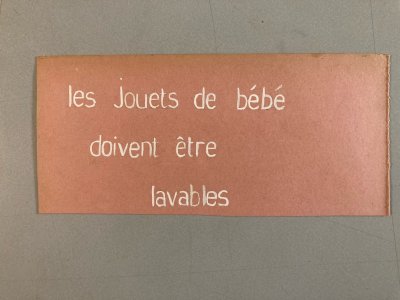 les jouets de bébé
doivent être
lavables